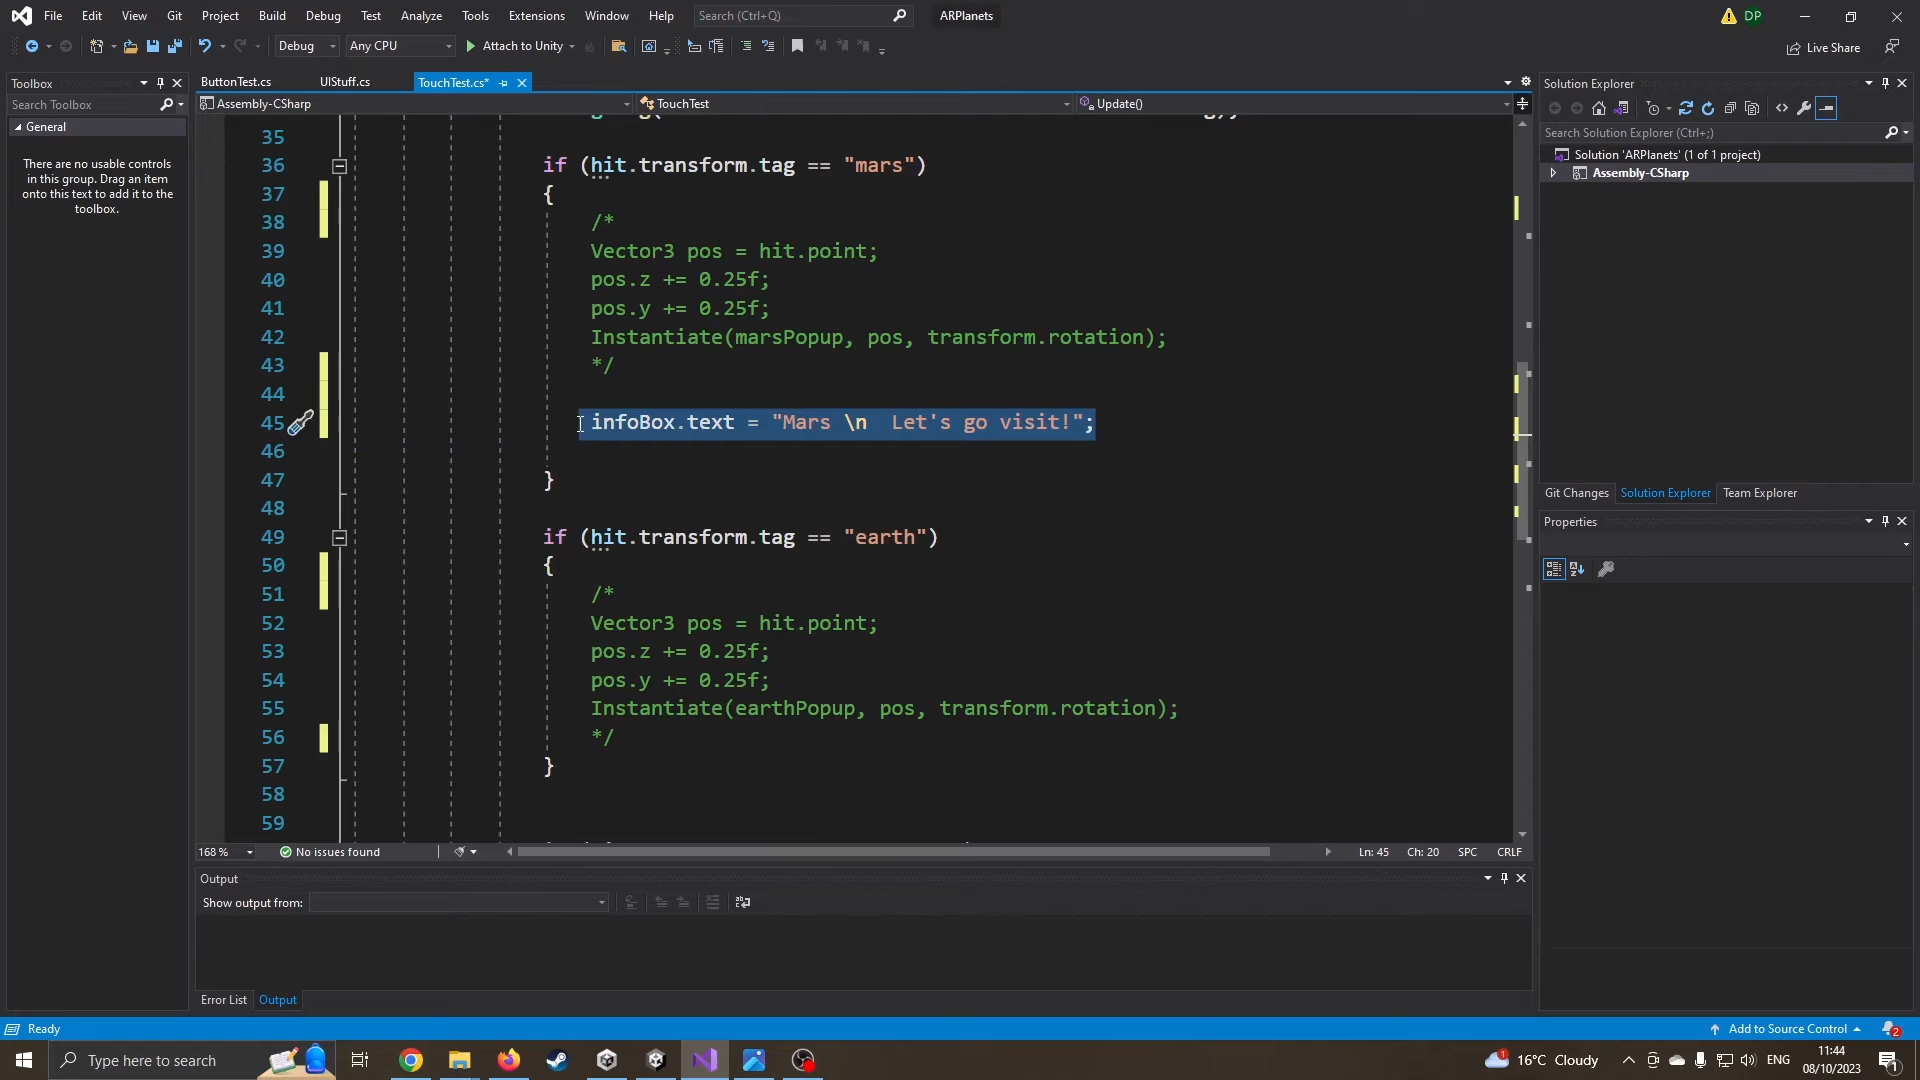 File Edit View Git Project Build Debug Test Analyze Tools Extensions Window Help Search (Ctrl+Q) ARPlanets DP
Debug Any CPU Attach to Unity Live Share
Toolbox
Search Toolbox
General
There are no usable controls
in this group. Drag an item
onto this text to add it to the
toolbox.
ButtonTest.cs UIStuff.cs TouchTest.cs*
Assembly-CSharp TouchTest Update()
35
36 if (hit.transform.tag == "mars")
37 {
38 /*
39 Vector3 pos = hit.point;
40 pos.z += 0.25f;
41 pos.y += 0.25f;
42 Instantiate(marsPopup, pos, transform.rotation);
43 */
44
45 infoBox.text = "Mars \n  Let's go visit!";
46
47 }
48
49 if (hit.transform.tag == "earth")
50 {
51 /*
52 Vector3 pos = hit.point;
53 pos.z += 0.25f;
54 pos.y += 0.25f;
55 Instantiate(earthPopup, pos, transform.rotation);
56 */
57 }
58
59
168 % No issues found Ln: 45 Ch: 20 SPC CRLF
Output
Show output from:
Error List Output
Solution Explorer
Search Solution Explorer (Ctrl+;)
Solution 'ARPlanets' (1 of 1 project)
Assembly-CSharp
Git Changes Solution Explorer Team Explorer
Properties
Ready Add to Source Control 2
Type here to search 1 16°C Cloudy ENG 11:44
08/10/2023 1